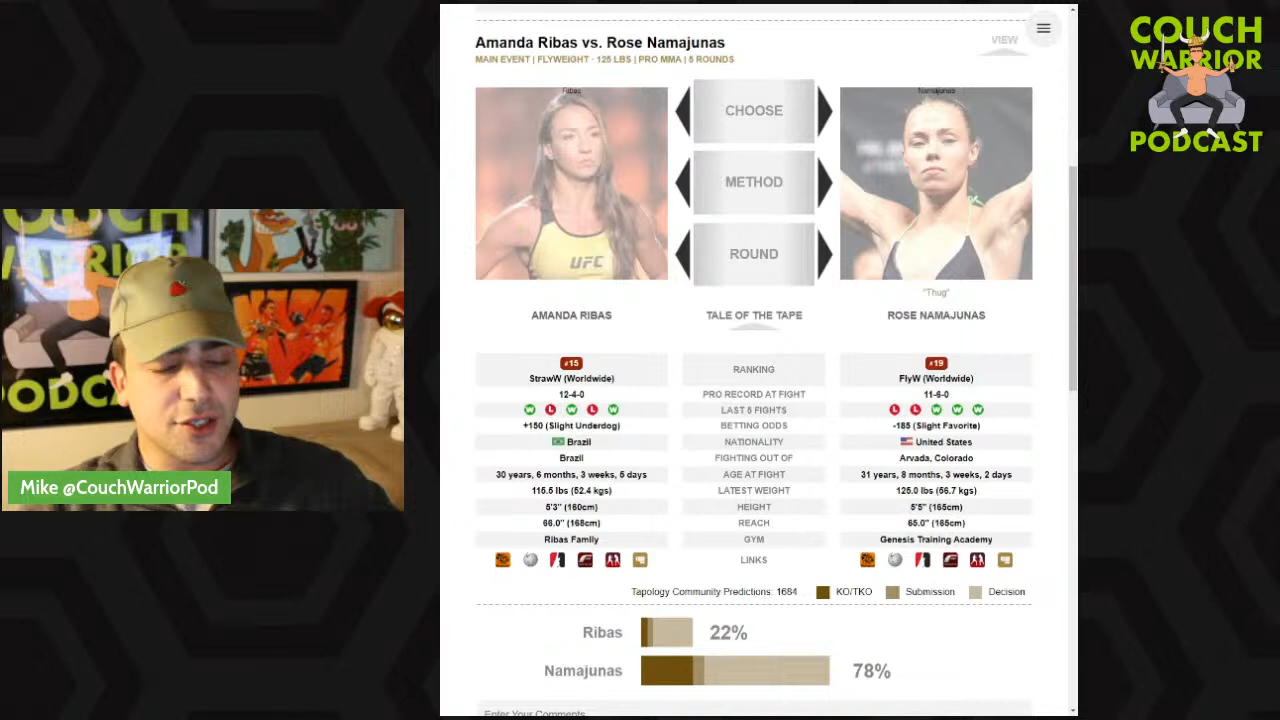 COUCH
WARRIOR
PODCAST
Mike @CouchWarriorPod
Amanda Ribas vs. Rose Namajunas
MAIN EVENT | FLYWEIGHT · 125 LBS | PRO MMA | 5 ROUNDS
VIEW
Ribas
Namajunas
CHOOSE
METHOD
ROUND
UFC
"Thug"
AMANDA RIBAS TALE OF THE TAPE ROSE NAMAJUNAS
#15 RANKING #19
StrawW (Worldwide) FlyW (Worldwide)
12-4-0 PRO RECORD AT FIGHT 11-6-0
W L W L W LAST 5 FIGHTS L L W W W
+150 (Slight Underdog) BETTING ODDS -185 (Slight Favorite)
Brazil NATIONALITY United States
Brazil FIGHTING OUT OF Arvada, Colorado
30 years, 6 months, 3 weeks, 5 days AGE AT FIGHT 31 years, 8 months, 3 weeks, 2 days
115.5 lbs (52.4 kgs) LATEST WEIGHT 125.0 lbs (56.7 kgs)
5'3" (160cm) HEIGHT 5'5" (165cm)
66.0" (168cm) REACH 65.0" (165cm)
Ribas Family GYM Genesis Training Academy
LINKS
Tapology Community Predictions: 1684 KO/TKO Submission Decision
Ribas 22%
Namajunas 78%
Enter Your Comments